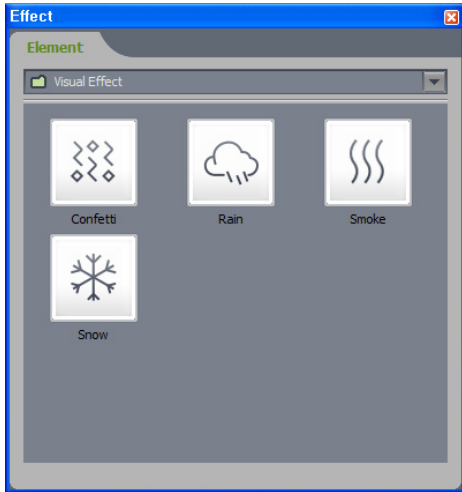 Effect
Element
Visual Effect
Confetti
Rain
Smoke
Snow